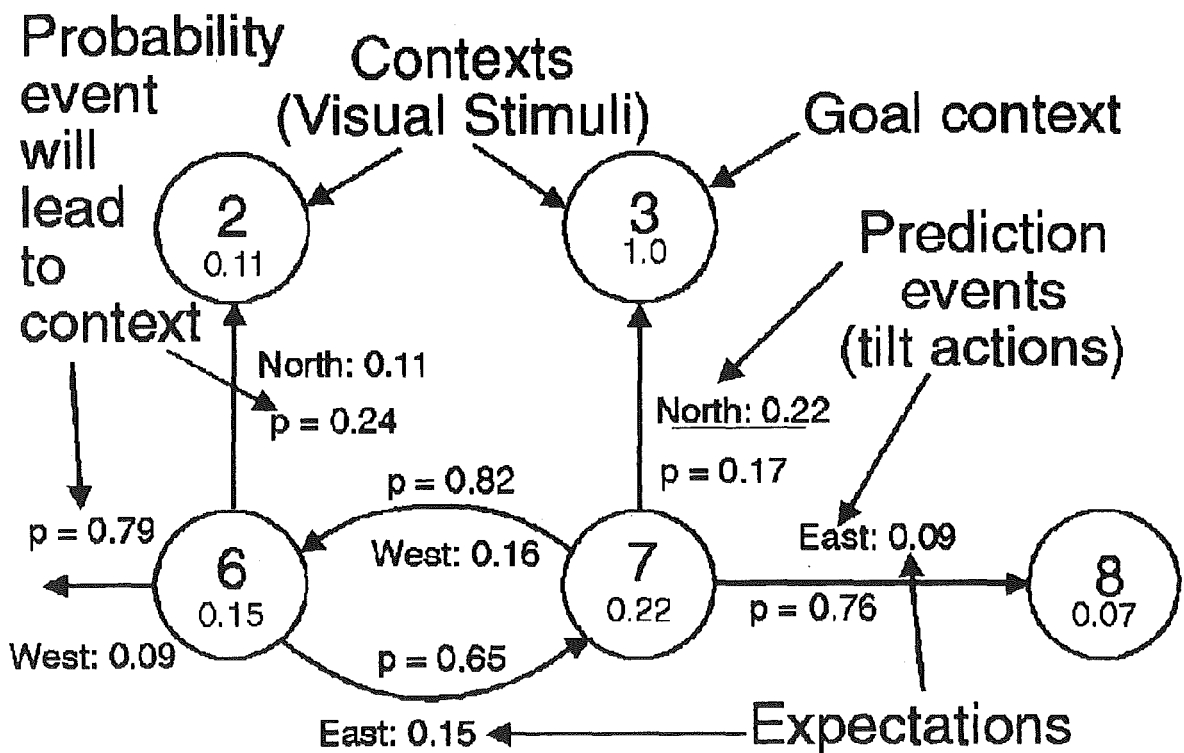 Probability
event
will
lead
to
context
Contexts
(Visual Stimuli)
Goal context
2
0.11
3
1.0
Prediction
events
(tilt actions)
North: 0.11
p = 0.24
North: 0.22
p = 0.17
p = 0.79
p = 0.82
West: 0.16
East: 0.09
6
0.15
7
0.22
8
0.07
p = 0.76
West: 0.09
p = 0.65
East: 0.15
Expectations